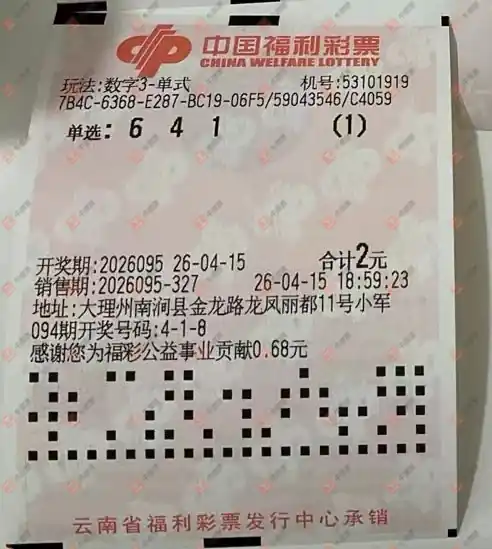 中国福利彩票
CHINA WELFARE LOTTERY
玩法:数字3-单式 机号:53101919
7B4C-6368-E287-BC19-06F5/59043546/C4059
单选: 6 4 1 (1)
开奖期:2026095 26-04-15 合计2元
销售期:2026095-327 26-04-15 18:59:23
地址:大理州南涧县金龙路龙凤丽都11号小军
094期开奖号码:4-1-8
感谢您为福彩公益事业贡献0.68元
云南省福利彩票发行中心承销